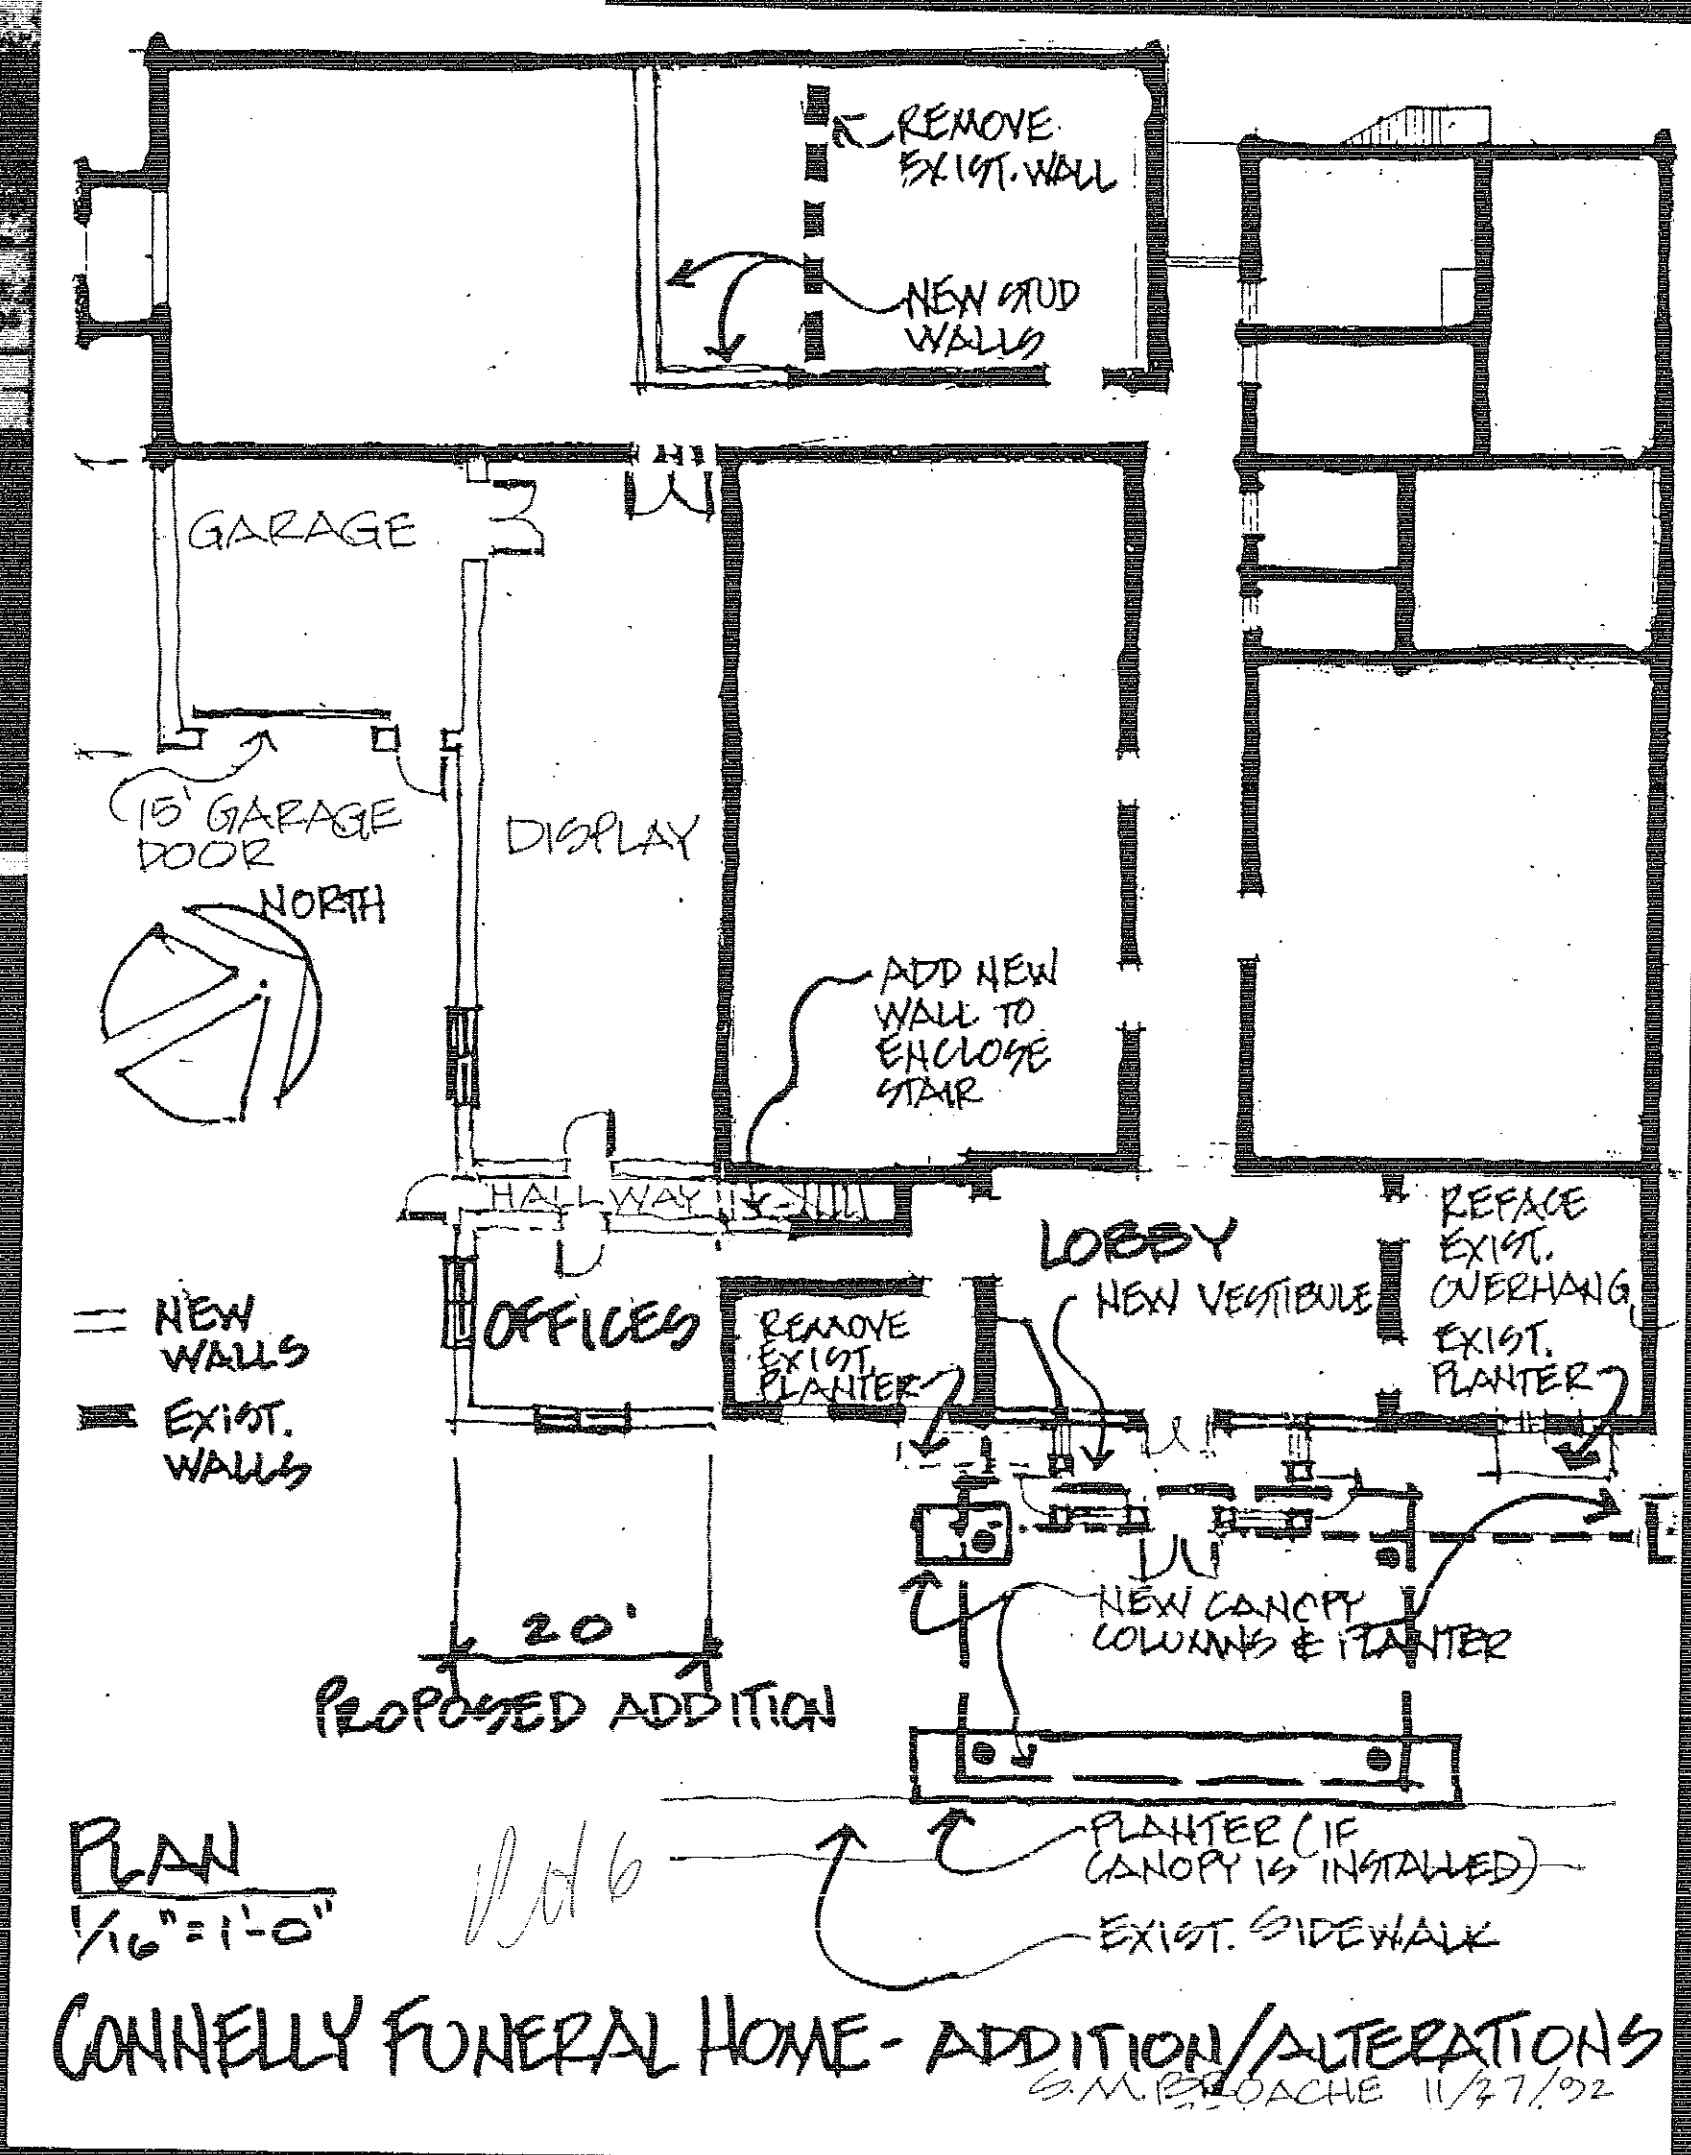 REMOVE
EXIST. WALL
NEW STUD
WALLS
GARAGE
15' GARAGE
DOOR
DISPLAY
NORTH
ADD NEW
WALL TO
ENCLOSE
STAIR
HALLWAY
LOBBY
REFACE
EXIST.
OVERHANG
NEW VESTIBULE
NEW
WALLS
OFFICES
REMOVE
EXIST.
PLANTER
EXIST.
PLANTER
EXIST.
WALLS
NEW CANOPY
COLUMNS & PLANTER
20'
PROPOSED ADDITION
PLANTER (IF
CANOPY IS INSTALLED)
EXIST. SIDEWALK
PLAN
1/16" = 1'-0"
CONNELLY FUNERAL HOME - ADDITION/ALTERATIONS
S.M. BROACHE 11/27/92